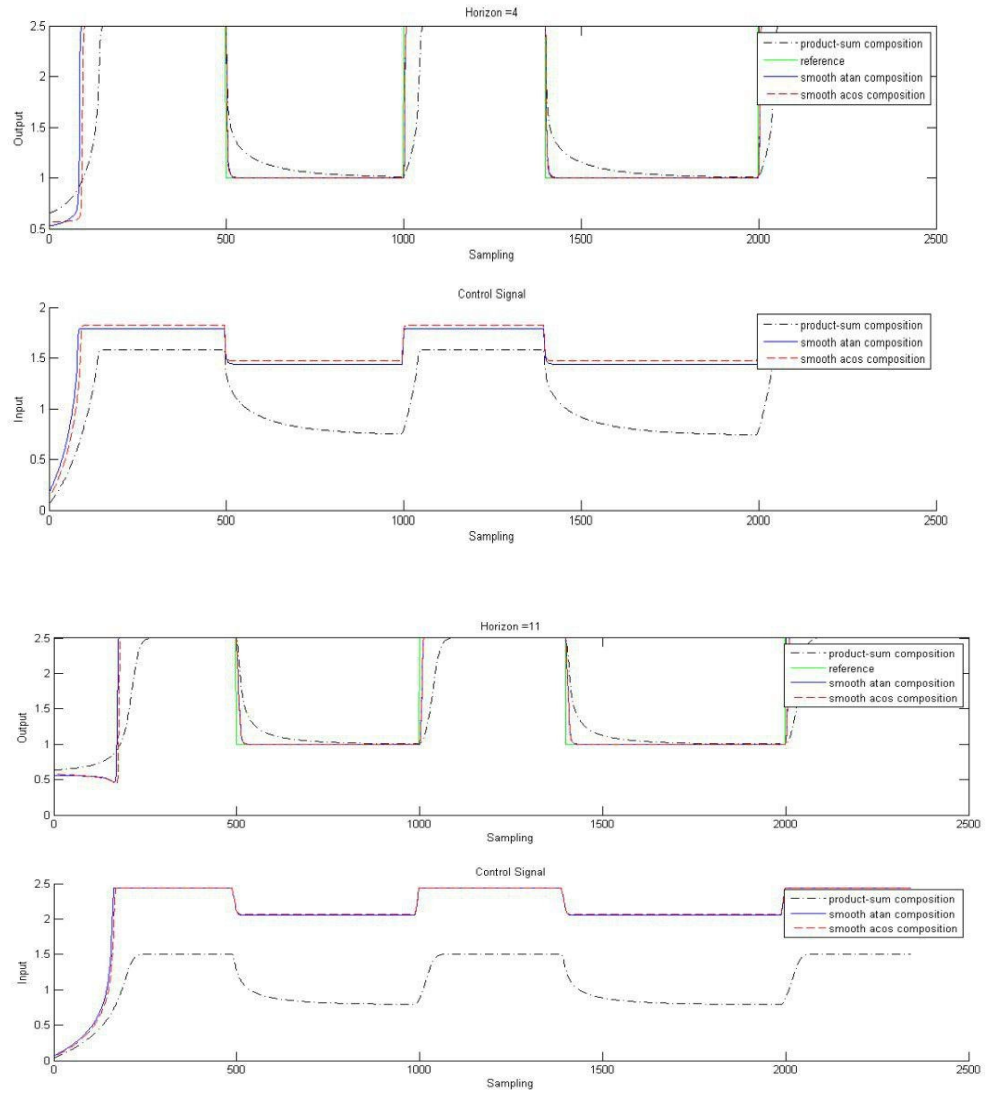 Horizon =4
2.5
2
1.5
1
0.5
Output
0
500
1000
1500
2000
2500
Sampling
product-sum composition
reference
smooth atan composition
smooth acos composition
Control Signal
2
1.5
1
0.5
0
Input
0
500
1000
1500
2000
2500
Sampling
product-sum composition
smooth atan composition
smooth acos composition
Horizon =11
2.5
2
1.5
1
0.5
0
Output
0
500
1000
1500
2000
2500
Sampling
product-sum composition
reference
smooth atan composition
smooth acos composition
Control Signal
2.5
2
1.5
1
0.5
0
Input
0
500
1000
1500
2000
2500
Sampling
product-sum composition
smooth atan composition
smooth acos composition